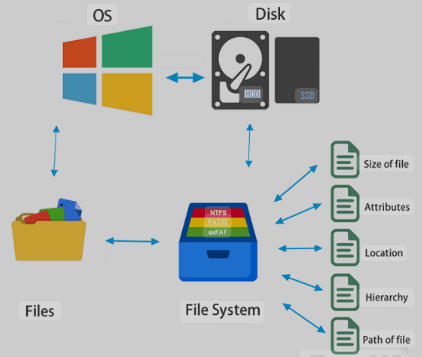 OS
Disk
HDD
SSD
NTFS
FAT32
exFAT
Files
File System
Size of file
Attributes
Location
Hierarchy
Path of file